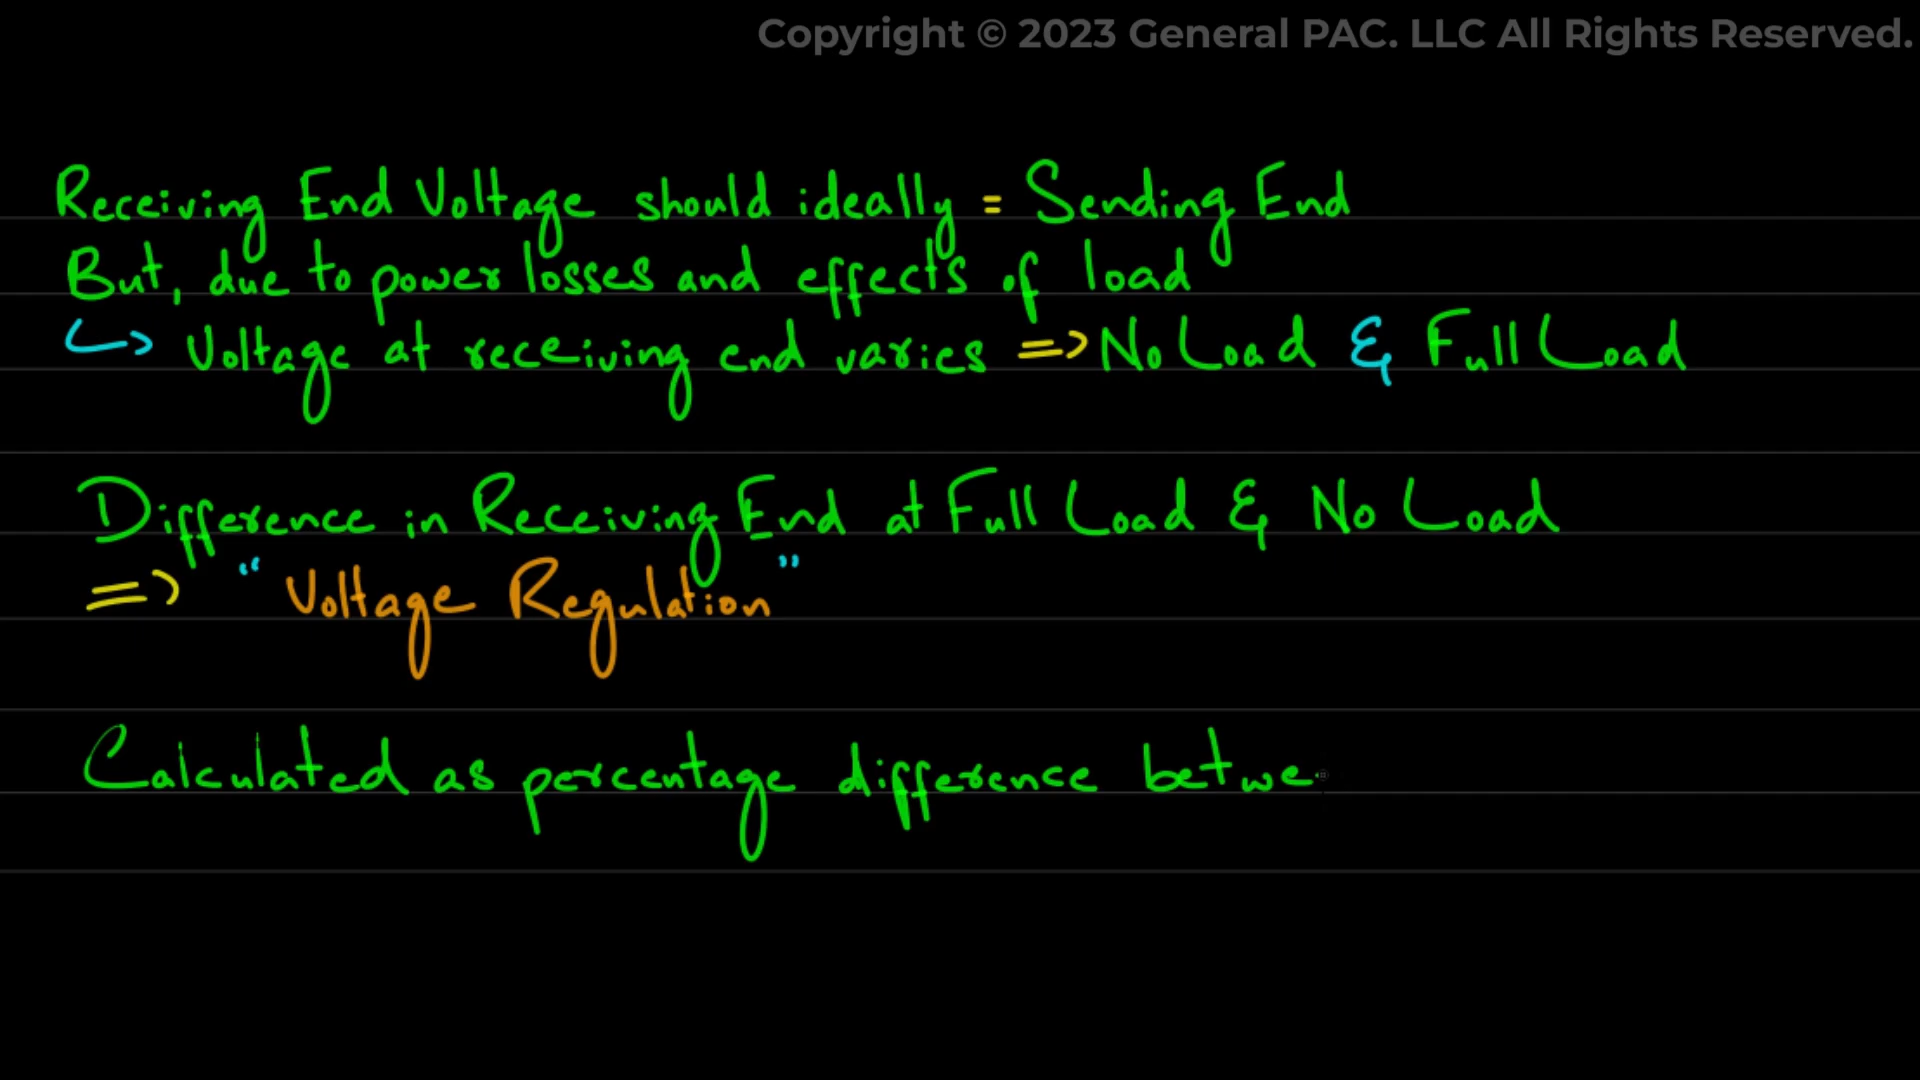 Copyright © 2023 General PAC. LLC All Rights Reserved.
Receiving End Voltage should ideally = Sending End
But, due to power losses and effects of load
↳ Voltage at receiving end varies => No Load & Full Load
Difference in Receiving End at Full Load & No Load
=> "Voltage Regulation"
Calculated as percentage difference betwe